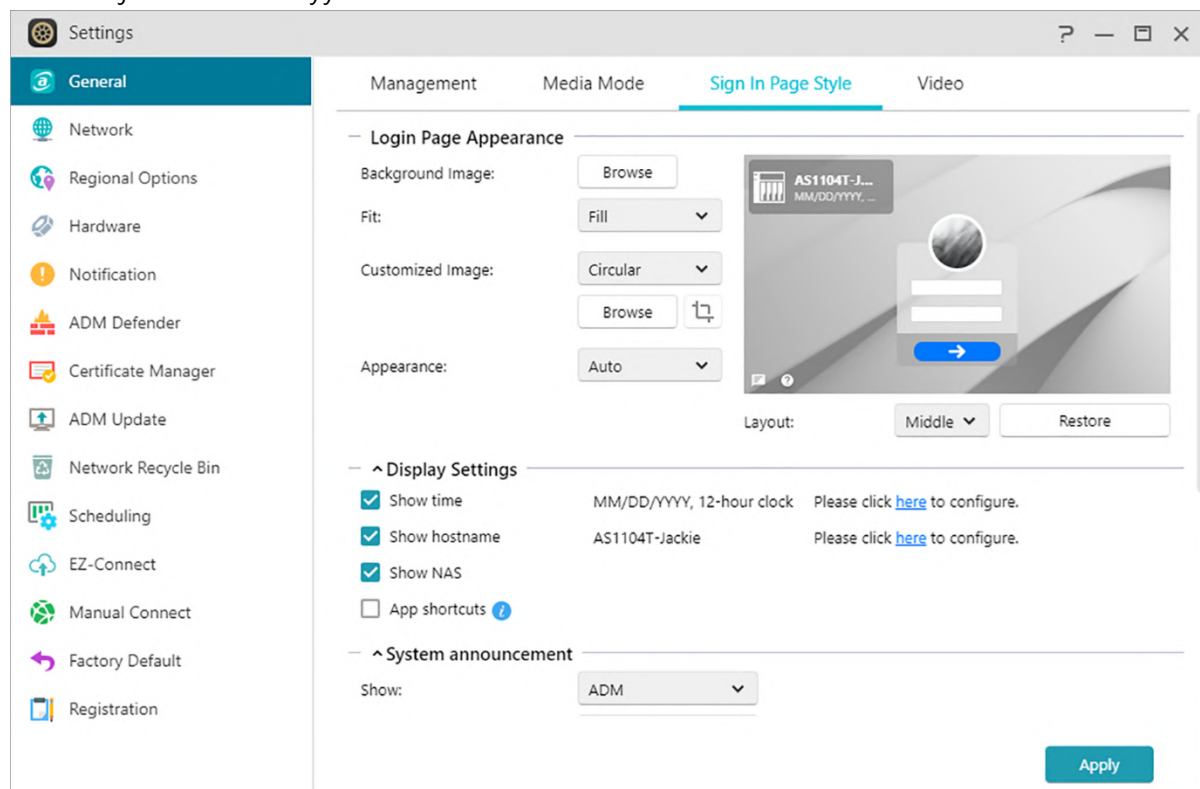 Settings
General
Network
Regional Options
Hardware
Notification
ADM Defender
Certificate Manager
ADM Update
Network Recycle Bin
Scheduling
EZ-Connect
Manual Connect
Factory Default
Registration
Management Media Mode Sign In Page Style Video
Login Page Appearance
Background Image: Browse
Fit: Fill
Customized Image: Circular
Browse
Appearance: Auto
AS1104T-J...
MM/DD/YYYY, ...
Layout: Middle Restore
Display Settings
Show time MM/DD/YYYY, 12-hour clock Please click here to configure.
Show hostname AS1104T-Jackie Please click here to configure.
Show NAS
App shortcuts
System announcement
Show: ADM
Apply